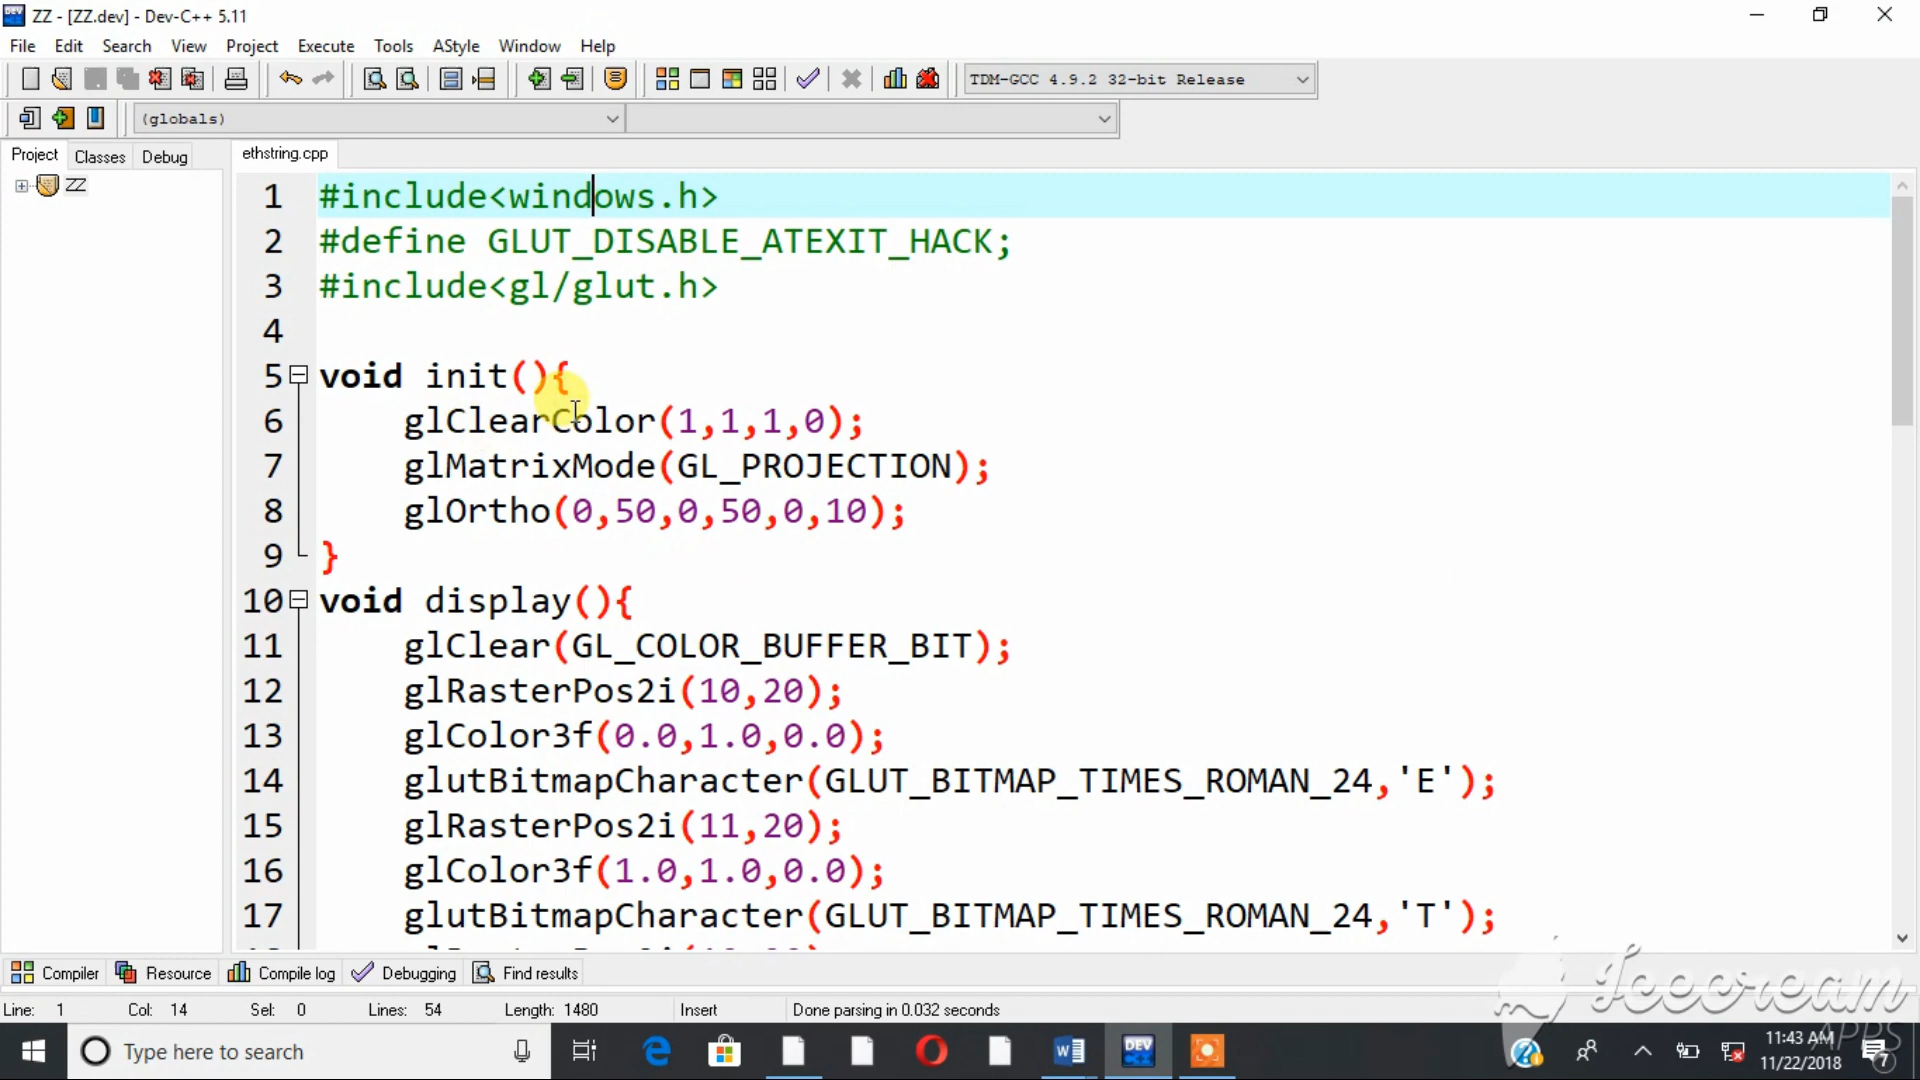 ZZ - [ZZ.dev] - Dev-C++ 5.11
File Edit Search View Project Execute Tools AStyle Window Help
TDM-GCC 4.9.2 32-bit Release
(globals)
Project Classes Debug
ethstring.cpp
ZZ
1 #include<windows.h>
2 #define GLUT_DISABLE_ATEXIT_HACK;
3 #include<gl/glut.h>
4
5 void init(){
6 glClearColor(1,1,1,0);
7 glMatrixMode(GL_PROJECTION);
8 glOrtho(0,50,0,50,0,10);
9 }
10 void display(){
11 glClear(GL_COLOR_BUFFER_BIT);
12 glRasterPos2i(10,20);
13 glColor3f(0.0,1.0,0.0);
14 glutBitmapCharacter(GLUT_BITMAP_TIMES_ROMAN_24,'E');
15 glRasterPos2i(11,20);
16 glColor3f(1.0,1.0,0.0);
17 glutBitmapCharacter(GLUT_BITMAP_TIMES_ROMAN_24,'T');
Compiler Resource Compile log Debugging Find results
Line: 1 Col: 14 Sel: 0 Lines: 54 Length: 1480 Insert Done parsing in 0.032 seconds
Icecream
APPS
Type here to search
DEV
11:43 AM
11/22/2018
7